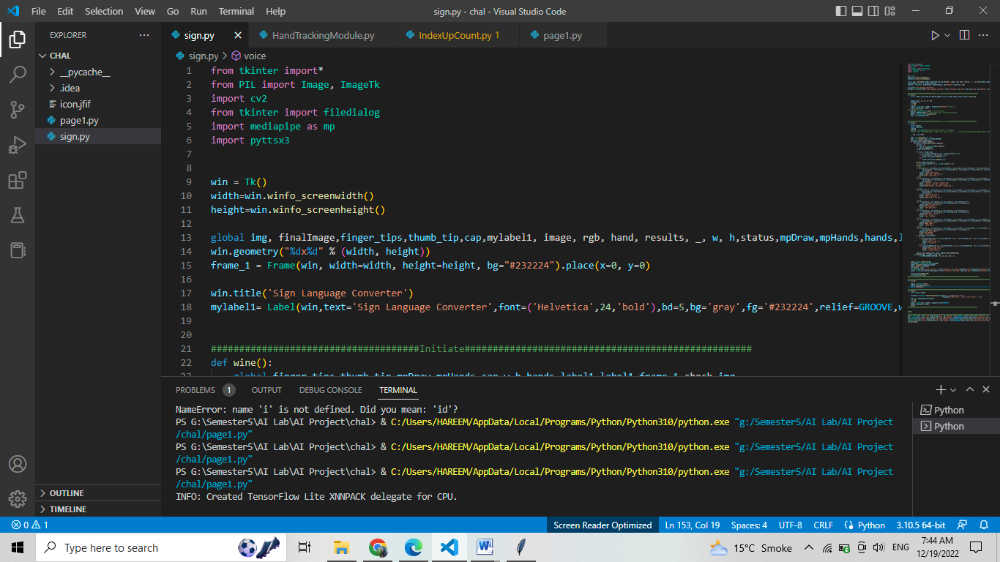 File Edit Selection View Go Run Terminal Help
sign.py - chal - Visual Studio Code
EXPLORER
CHAL
__pycache__
.idea
icon.jfif
page1.py
sign.py
OUTLINE
TIMELINE
sign.py HandTrackingModule.py IndexUpCount.py 1 page1.py
sign.py > voice
1 from tkinter import*
2 from PIL import Image, ImageTk
3 import cv2
4 from tkinter import filedialog
5 import mediapipe as mp
6 import pyttsx3
7
8
9 win = Tk()
10 width=win.winfo_screenwidth()
11 height=win.winfo_screenheight()
12
13 global img, finalImage,finger_tips,thumb_tip,cap,mylabel1, image, rgb, hand, results, _, w, h,status,mpDraw,mpHands,hands,
14 win.geometry("%dx%d" % (width, height))
15 frame_1 = Frame(win, width=width, height=height, bg="#232224").place(x=0, y=0)
16
17 win.title('Sign Language Converter')
18 mylabel1= Label(win,text='Sign Language Converter',font=('Helvetica',24,'bold'),bd=5,bg='gray',fg='#232224',relief=GROOVE,
19
20
21 #####################################Initiate###################################################
22 def wine():
23 global finger_tips,thumb_tip,mpDraw,mpHands,cap,w,h,hands,label1,label1,frame_1,check,img
PROBLEMS 1 OUTPUT DEBUG CONSOLE TERMINAL
NameError: name 'i' is not defined. Did you mean: 'id'?
PS G:\Semester5\AI Lab\AI Project\chal> & C:/Users/HAREEM/AppData/Local/Programs/Python/Python310/python.exe "g:/Semester5/AI Lab/AI Project
/chal/page1.py"
PS G:\Semester5\AI Lab\AI Project\chal> & C:/Users/HAREEM/AppData/Local/Programs/Python/Python310/python.exe "g:/Semester5/AI Lab/AI Project
/chal/page1.py"
PS G:\Semester5\AI Lab\AI Project\chal> & C:/Users/HAREEM/AppData/Local/Programs/Python/Python310/python.exe "g:/Semester5/AI Lab/AI Project
/chal/page1.py"
INFO: Created TensorFlow Lite XNNPACK delegate for CPU.
Python
Python
0 1 Screen Reader Optimized Ln 153, Col 19 Spaces: 4 UTF-8 CRLF Python 3.10.5 64-bit
Type here to search
15°C Smoke ENG
7:44 AM
12/19/2022